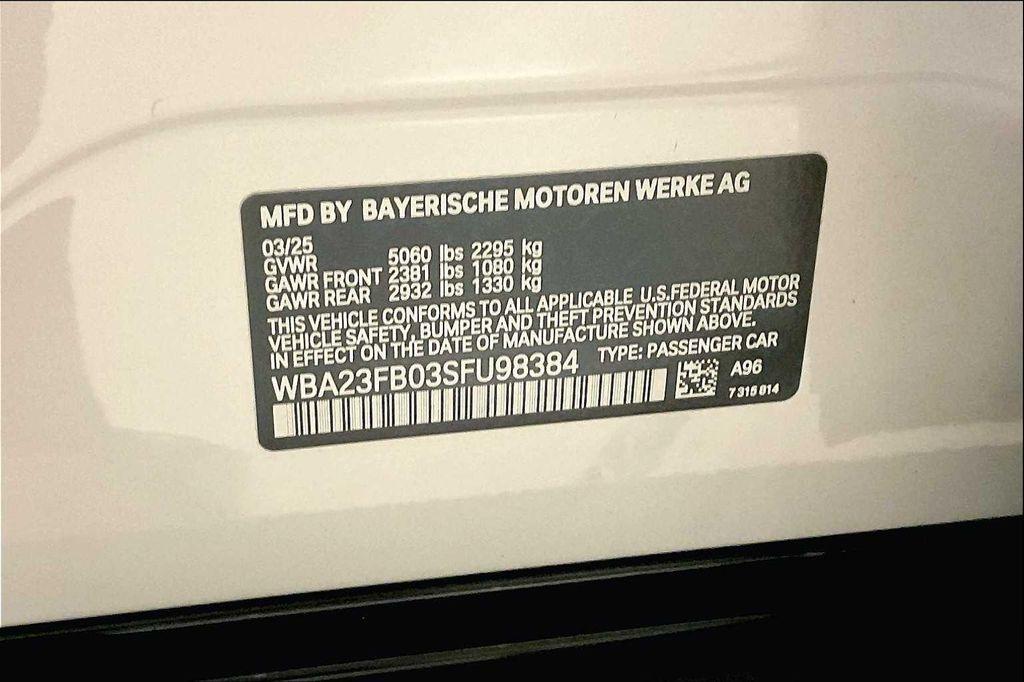 MFD BY BAYERISCHE MOTOREN WERKE AG
03/25
GVWR 5060 lbs 2295 kg
GAWR FRONT 2381 lbs 1080 kg
GAWR REAR 2932 lbs 1330 kg
THIS VEHICLE CONFORMS TO ALL APPLICABLE U.S.FEDERAL MOTOR
VEHICLE SAFETY, BUMPER AND THEFT PREVENTION STANDARDS
IN EFFECT ON THE DATE OF MANUFACTURE SHOWN ABOVE.
WBA23FB03SFU98384 TYPE: PASSENGER CAR
A96
7 315 814